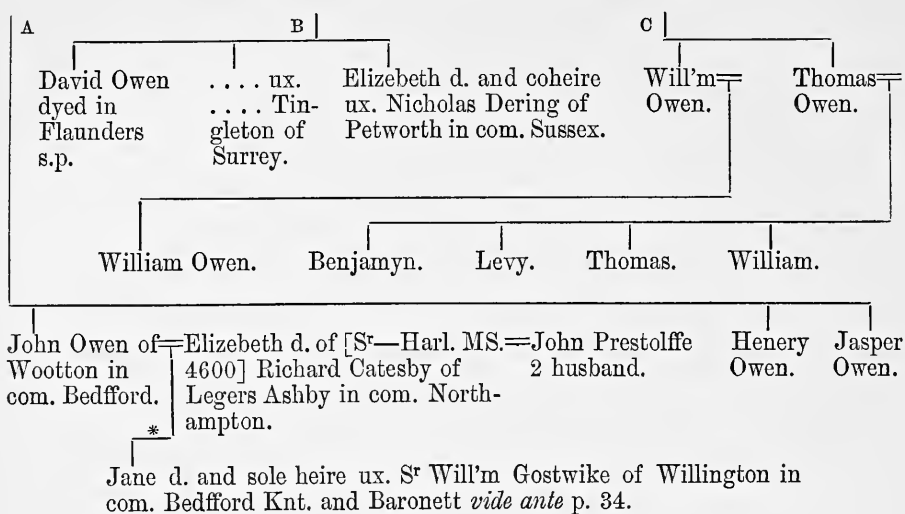 A
B
C
David Owen
dyed in
Flaunders
s.p.
. . . . ux.
. . . . Tin-
gleton of
Surrey.
Elizebeth d. and coheire
ux. Nicholas Dering of
Petworth in com. Sussex.
Will'm
Owen.
Thomas
Owen.
William Owen.
Benjamyn.
Levy.
Thomas.
William.
John Owen of
Wootton in
com. Bedfford.
Elizebeth d. of [Sr—Harl. MS.
4600] Richard Catesby of
Legers Ashby in com. North-
ampton.
John Prestolffe
2 husband.
Henery
Owen.
Jasper
Owen.
*
Jane d. and sole heire ux. Sr Will'm Gostwike of Willington in
com. Bedfford Knt. and Baronett vide ante p. 34.